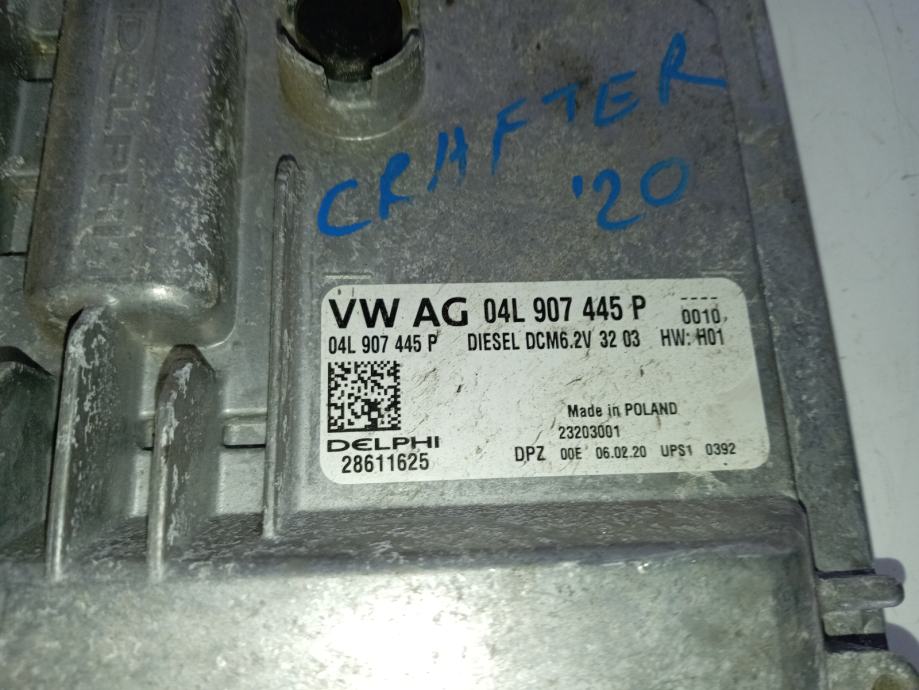 DELPHI
CRAFTER
'20
VW AG 04L 907 445 P ----
0010
04L 907 445 P DIESEL DCM6.2V 32 03 HW: H01
Made in POLAND
23203001
DELPHI
28611625
DPZ 00E 06.02.20 UPS1 0392